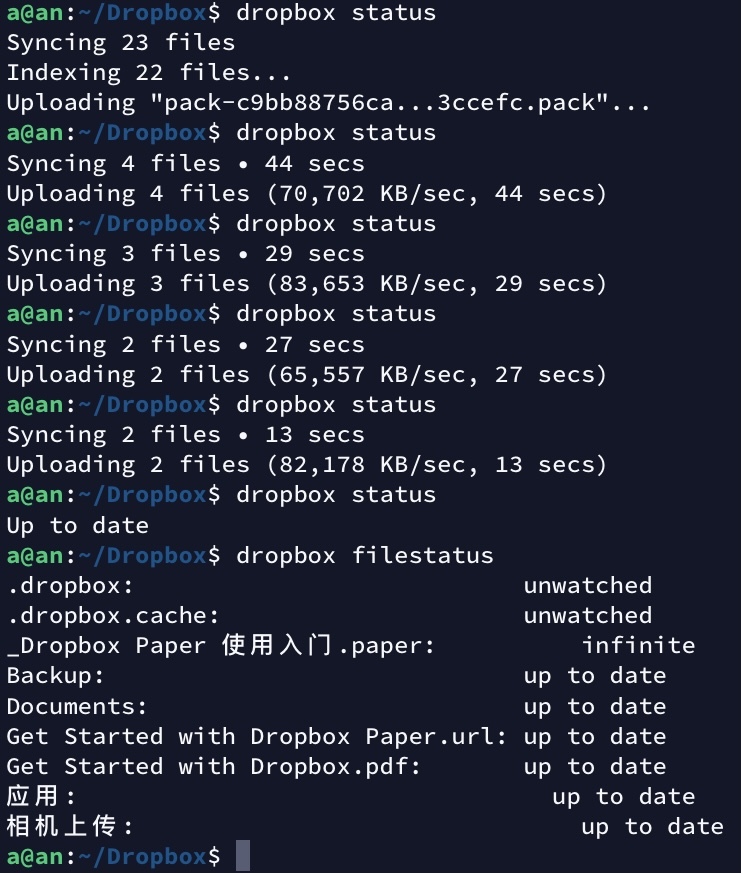 a@an:~/Dropbox$ dropbox status
Syncing 23 files
Indexing 22 files...
Uploading "pack-c9bb88756ca...3ccefc.pack"...
a@an:~/Dropbox$ dropbox status
Syncing 4 files • 44 secs
Uploading 4 files (70,702 KB/sec, 44 secs)
a@an:~/Dropbox$ dropbox status
Syncing 3 files • 29 secs
Uploading 3 files (83,653 KB/sec, 29 secs)
a@an:~/Dropbox$ dropbox status
Syncing 2 files • 27 secs
Uploading 2 files (65,557 KB/sec, 27 secs)
a@an:~/Dropbox$ dropbox status
Syncing 2 files • 13 secs
Uploading 2 files (82,178 KB/sec, 13 secs)
a@an:~/Dropbox$ dropbox status
Up to date
a@an:~/Dropbox$ dropbox filestatus
.dropbox:                           unwatched
.dropbox.cache:                     unwatched
_Dropbox Paper 使用入门.paper:          infinite
Backup:                             up to date
Documents:                          up to date
Get Started with Dropbox Paper.url: up to date
Get Started with Dropbox.pdf:       up to date
应用:                                 up to date
相机上传:                               up to date
a@an:~/Dropbox$